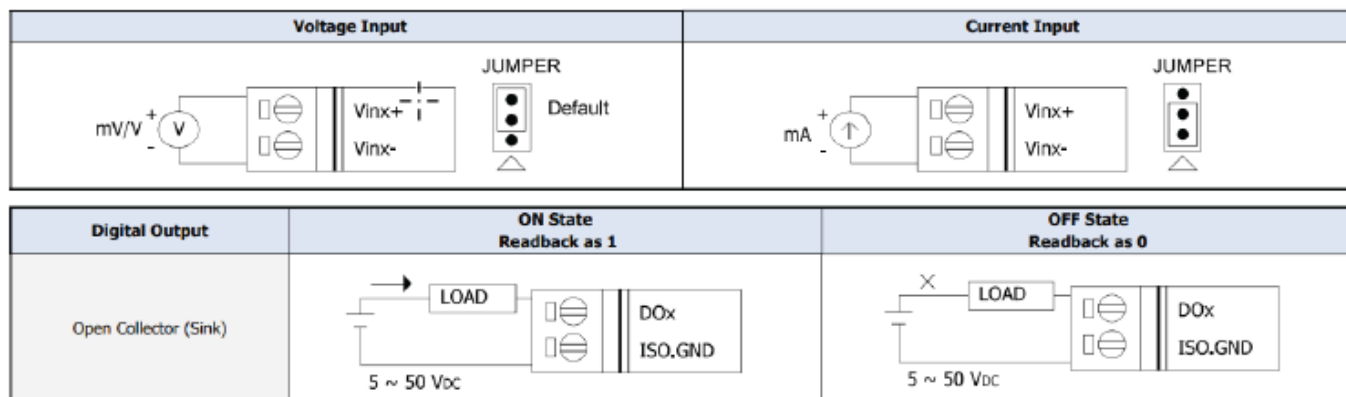 Voltage Input
Current Input
JUMPER
Default
mV/V
+
-
V
Vinx+
Vinx-
JUMPER
mA
+
-
Vinx+
Vinx-
Digital Output
ON State
Readback as 1
OFF State
Readback as 0
Open Collector (Sink)
LOAD
DOx
ISO.GND
5 ~ 50 VDC
LOAD
DOx
ISO.GND
5 ~ 50 VDC